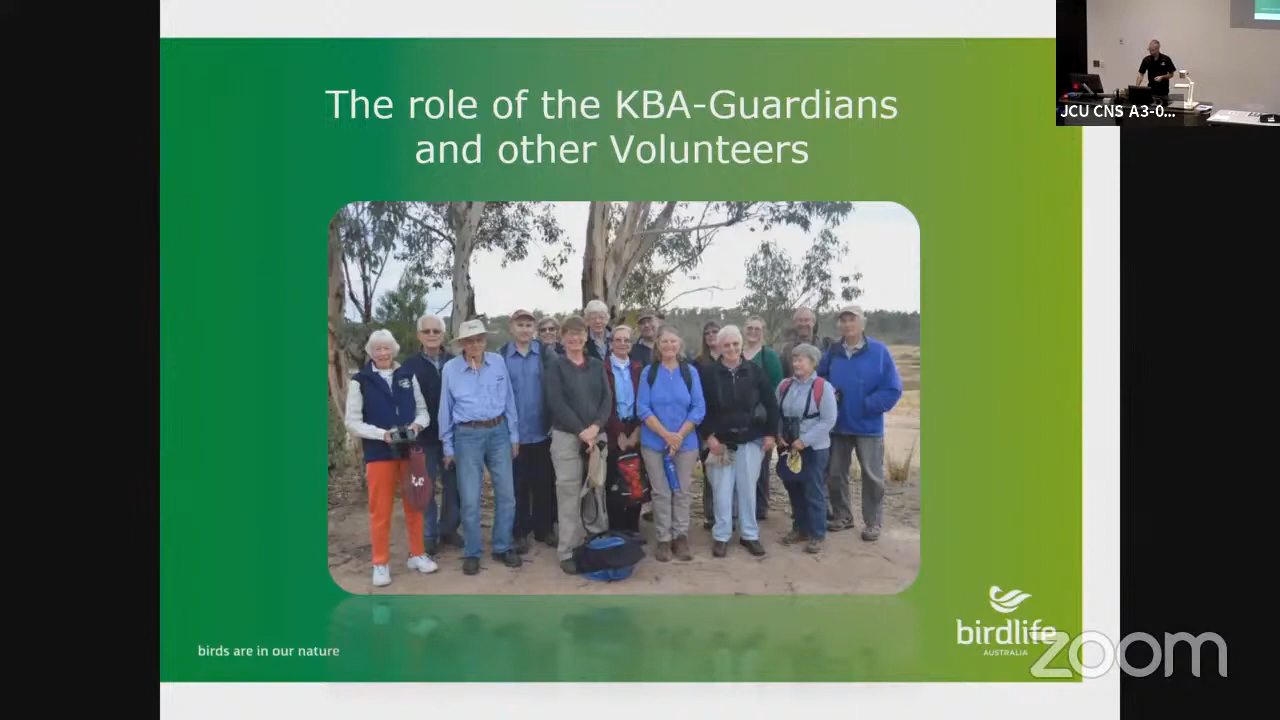 The role of the KBA-Guardians
and other Volunteers
JCU CNS A3-0...
birds are in our nature
birdlife
AUSTRALIA
zoom